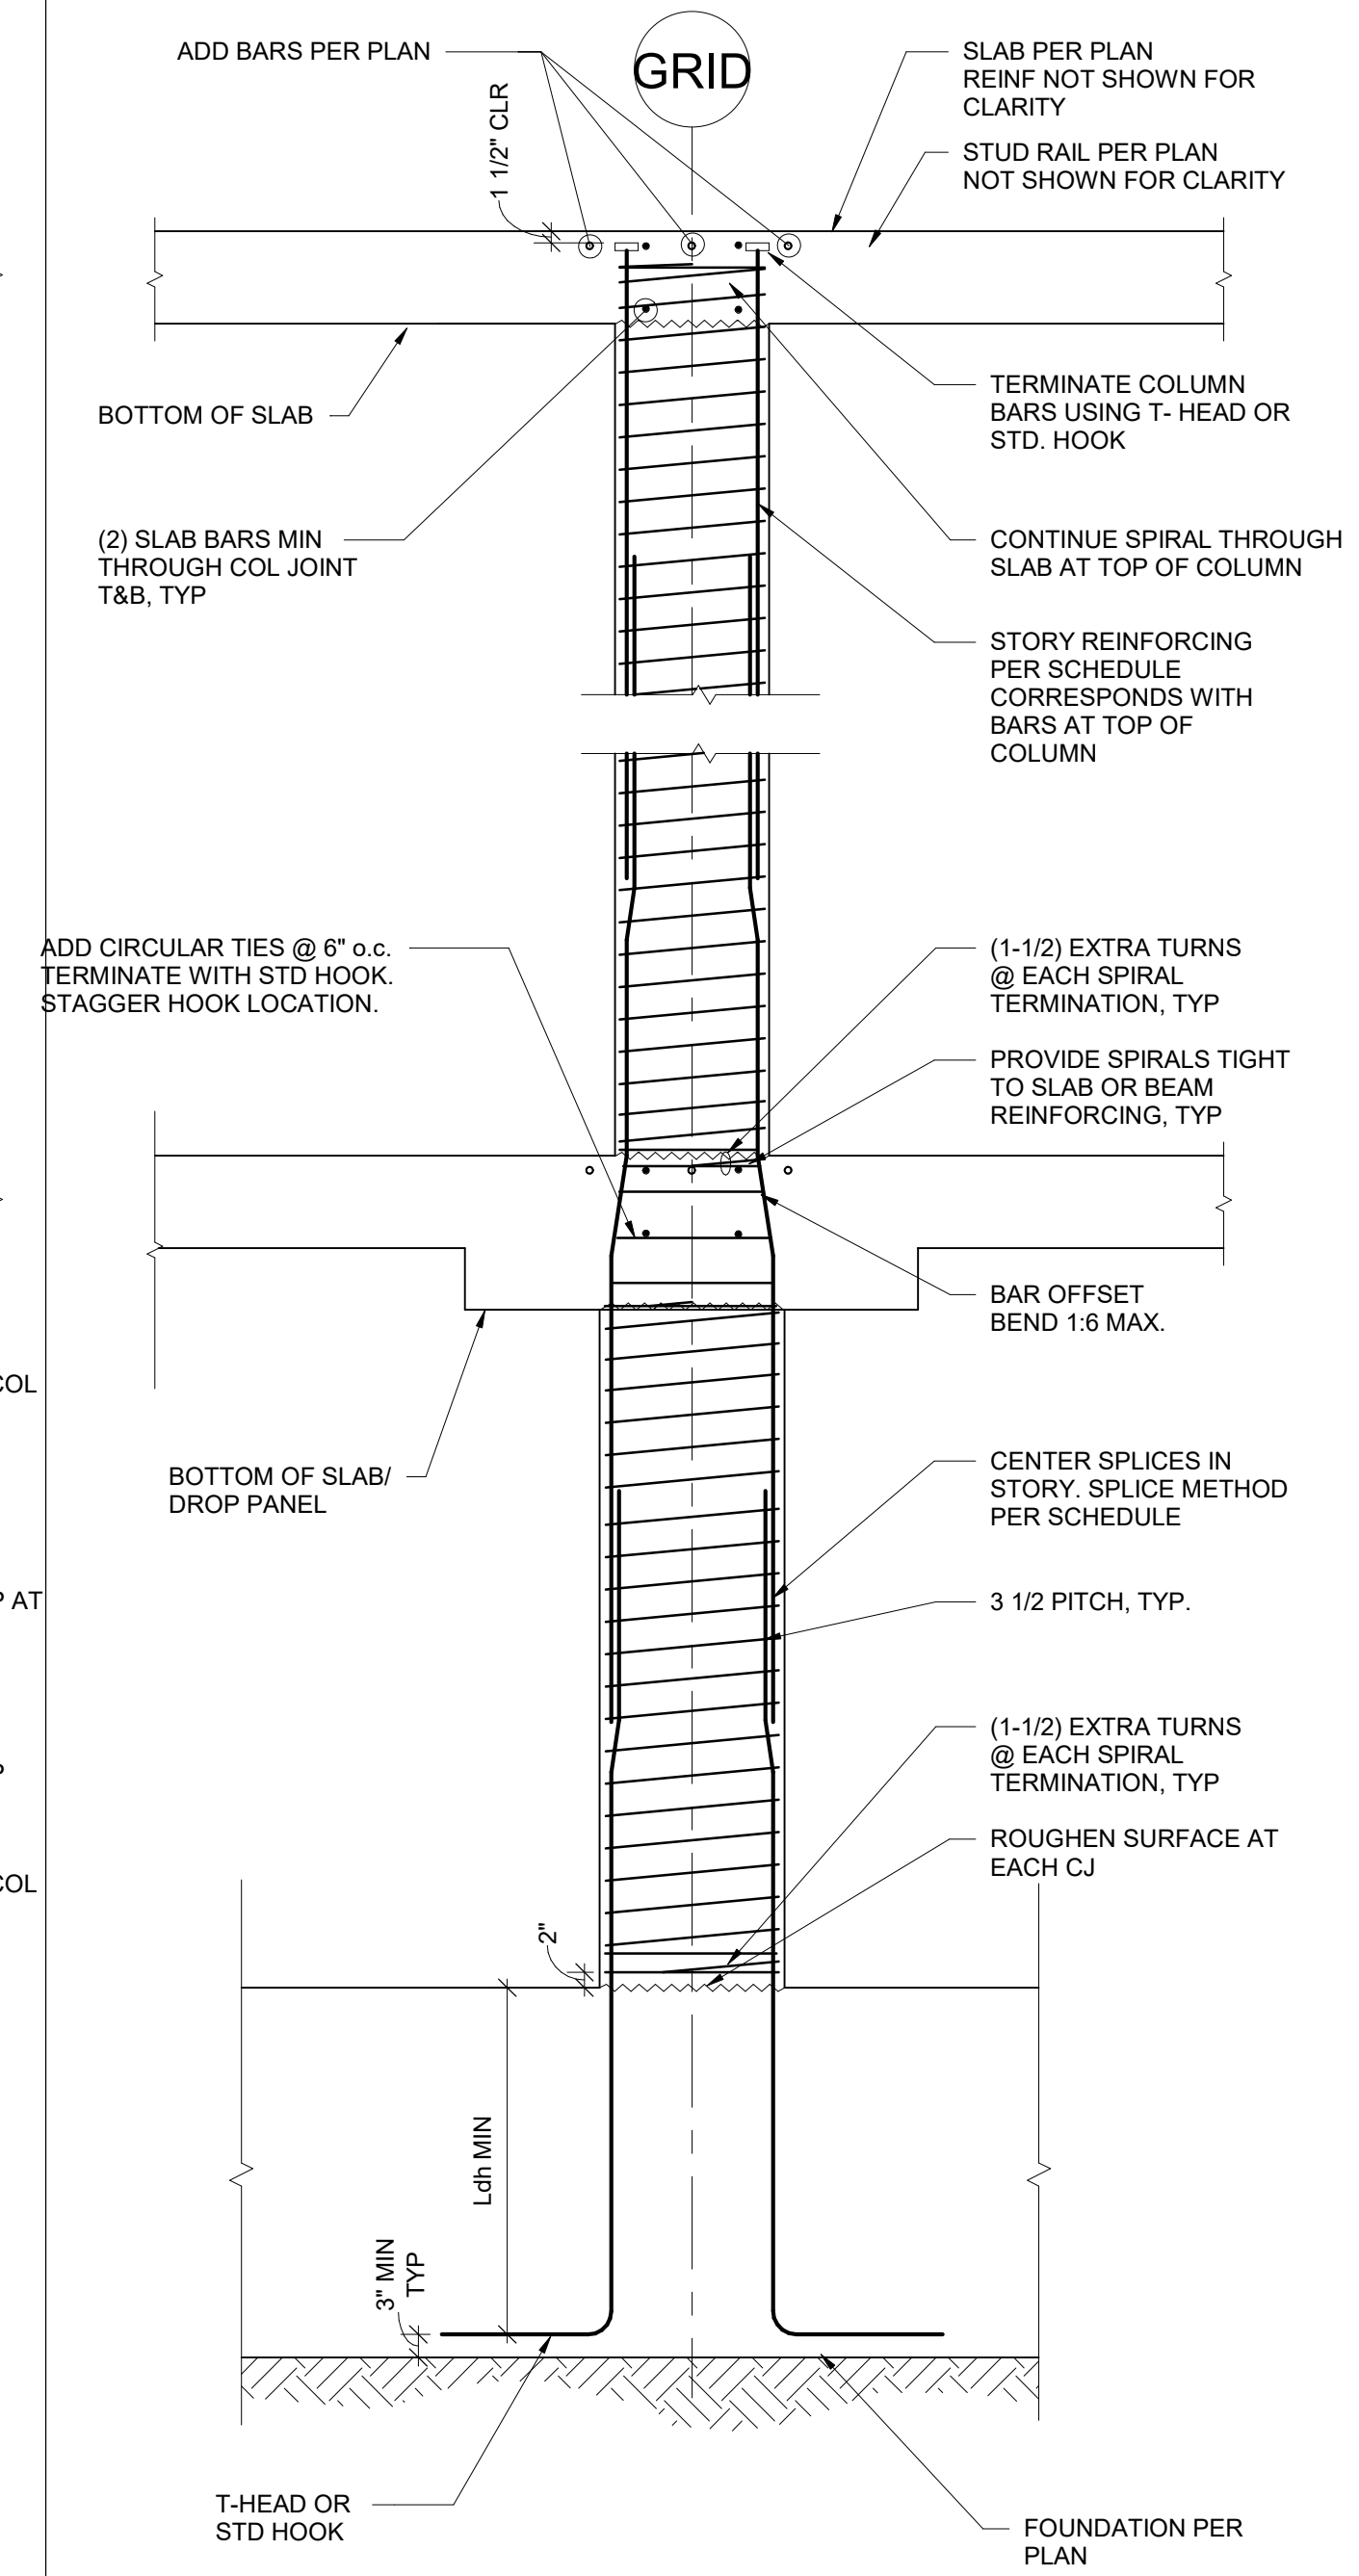 ADD BARS PER PLAN
GRID
SLAB PER PLAN
REINF NOT SHOWN FOR
CLARITY
1 1/2" CLR
STUD RAIL PER PLAN
NOT SHOWN FOR CLARITY
BOTTOM OF SLAB
TERMINATE COLUMN
BARS USING T- HEAD OR
STD. HOOK
(2) SLAB BARS MIN
THROUGH COL JOINT
T&B, TYP
CONTINUE SPIRAL THROUGH
SLAB AT TOP OF COLUMN
STORY REINFORCING
PER SCHEDULE
CORRESPONDS WITH
BARS AT TOP OF
COLUMN
ADD CIRCULAR TIES @ 6" o.c.
TERMINATE WITH STD HOOK.
STAGGER HOOK LOCATION.
(1-1/2) EXTRA TURNS
@ EACH SPIRAL
TERMINATION, TYP
PROVIDE SPIRALS TIGHT
TO SLAB OR BEAM
REINFORCING, TYP
BAR OFFSET
BEND 1:6 MAX.
COL
BOTTOM OF SLAB/
DROP PANEL
CENTER SPLICES IN
STORY. SPLICE METHOD
PER SCHEDULE
P AT
3 1/2 PITCH, TYP.
(1-1/2) EXTRA TURNS
@ EACH SPIRAL
TERMINATION, TYP
P
ROUGHEN SURFACE AT
EACH CJ
COL
2"
Ldh MIN
3" MIN
TYP
T-HEAD OR
STD HOOK
FOUNDATION PER
PLAN